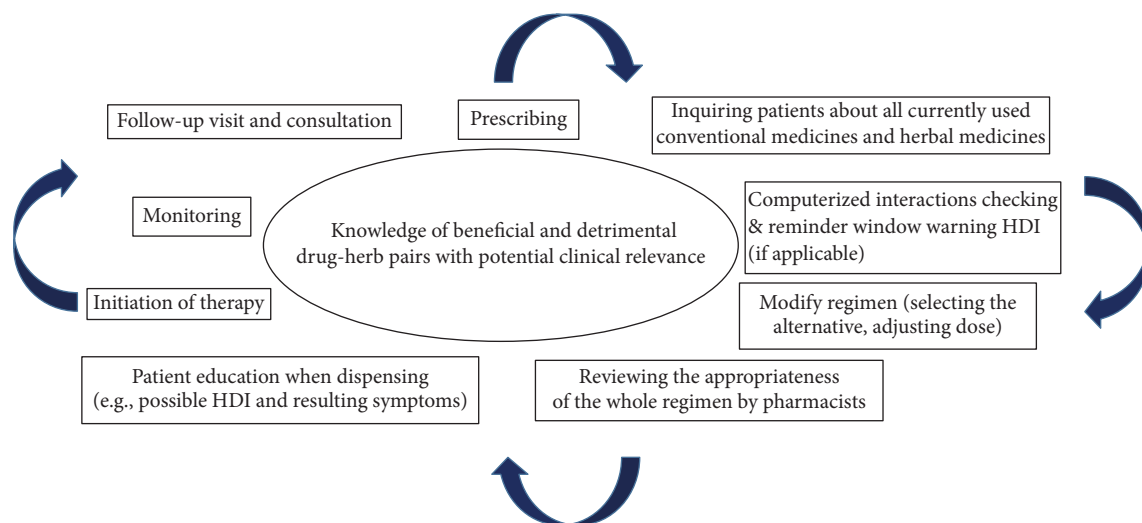 Prescribing
Inquiring patients about all currently used
conventional medicines and herbal medicines
Computerized interactions checking
& reminder window warning HDI
(if applicable)
Modify regimen (selecting the
alternative, adjusting dose)
Reviewing the appropriateness
of the whole regimen by pharmacists
Patient education when dispensing
(e.g., possible HDI and resulting symptoms)
Initiation of therapy
Monitoring
Follow-up visit and consultation
Knowledge of beneficial and detrimental
drug-herb pairs with potential clinical relevance